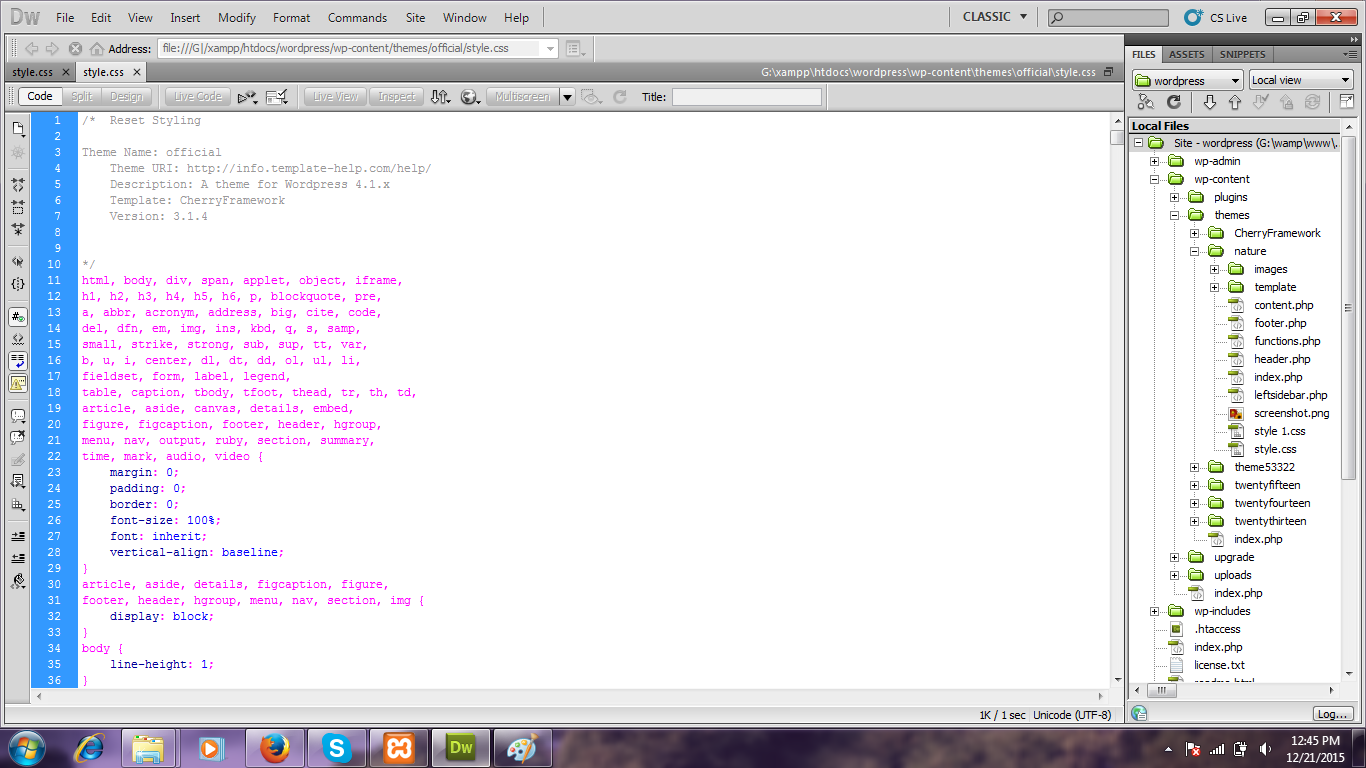 Dw File Edit View Insert Modify Format Commands Site Window Help CLASSIC CS Live
Address: file:///G|/xampp/htdocs/wordpress/wp-content/themes/official/style.css
style.css style.css G:\xampp\htdocs\wordpress\wp-content\themes\official\style.css
Code Split Design Live Code Live View Inspect Multiscreen Title:
1 /*  Reset Styling
2
3 Theme Name: official
4 Theme URI: http://info.template-help.com/help/
5 Description: A theme for Wordpress 4.1.x
6 Template: CherryFramework
7 Version: 3.1.4
8
9
10 */
11 html, body, div, span, applet, object, iframe,
12 h1, h2, h3, h4, h5, h6, p, blockquote, pre,
13 a, abbr, acronym, address, big, cite, code,
14 del, dfn, em, img, ins, kbd, q, s, samp,
15 small, strike, strong, sub, sup, tt, var,
16 b, u, i, center, dl, dt, dd, ol, ul, li,
17 fieldset, form, label, legend,
18 table, caption, tbody, tfoot, thead, tr, th, td,
19 article, aside, canvas, details, embed,
20 figure, figcaption, footer, header, hgroup,
21 menu, nav, output, ruby, section, summary,
22 time, mark, audio, video {
23 margin: 0;
24 padding: 0;
25 border: 0;
26 font-size: 100%;
27 font: inherit;
28 vertical-align: baseline;
29 }
30 article, aside, details, figcaption, figure,
31 footer, header, hgroup, menu, nav, section, img {
32 display: block;
33 }
34 body {
35 line-height: 1;
36 }
1K / 1 sec Unicode (UTF-8)
FILES ASSETS SNIPPETS
wordpress Local view
Local Files
Site - wordpress (G:\wamp\www\.
wp-admin
wp-content
plugins
themes
CherryFramework
nature
images
template
content.php
footer.php
functions.php
header.php
index.php
leftsidebar.php
screenshot.png
style 1.css
style.css
theme53322
twentyfifteen
twentyfourteen
twentythirteen
index.php
upgrade
uploads
index.php
wp-includes
.htaccess
index.php
license.txt
readme.html
Log...
Dw
12:45 PM
12/21/2015